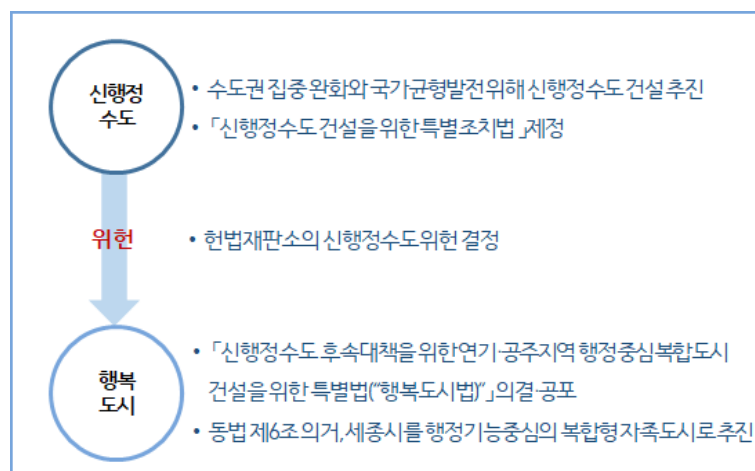 신행정
수도
• 수도권 집중 완화와 국가균형발전 위해 신행정수도 건설 추진
• 「신행정수도 건설을 위한 특별조치법」제정
위헌
• 헌법재판소의 신행정수도 위헌 결정
행복
도시
• 「신행정수도 후속대책을 위한 연기·공주지역 행정중심복합도시
건설을 위한 특별법("행복도시법)"」의결·공포
• 동법 제6조 의거, 세종시를 행정기능중심의 복합형 자족도시로 추진